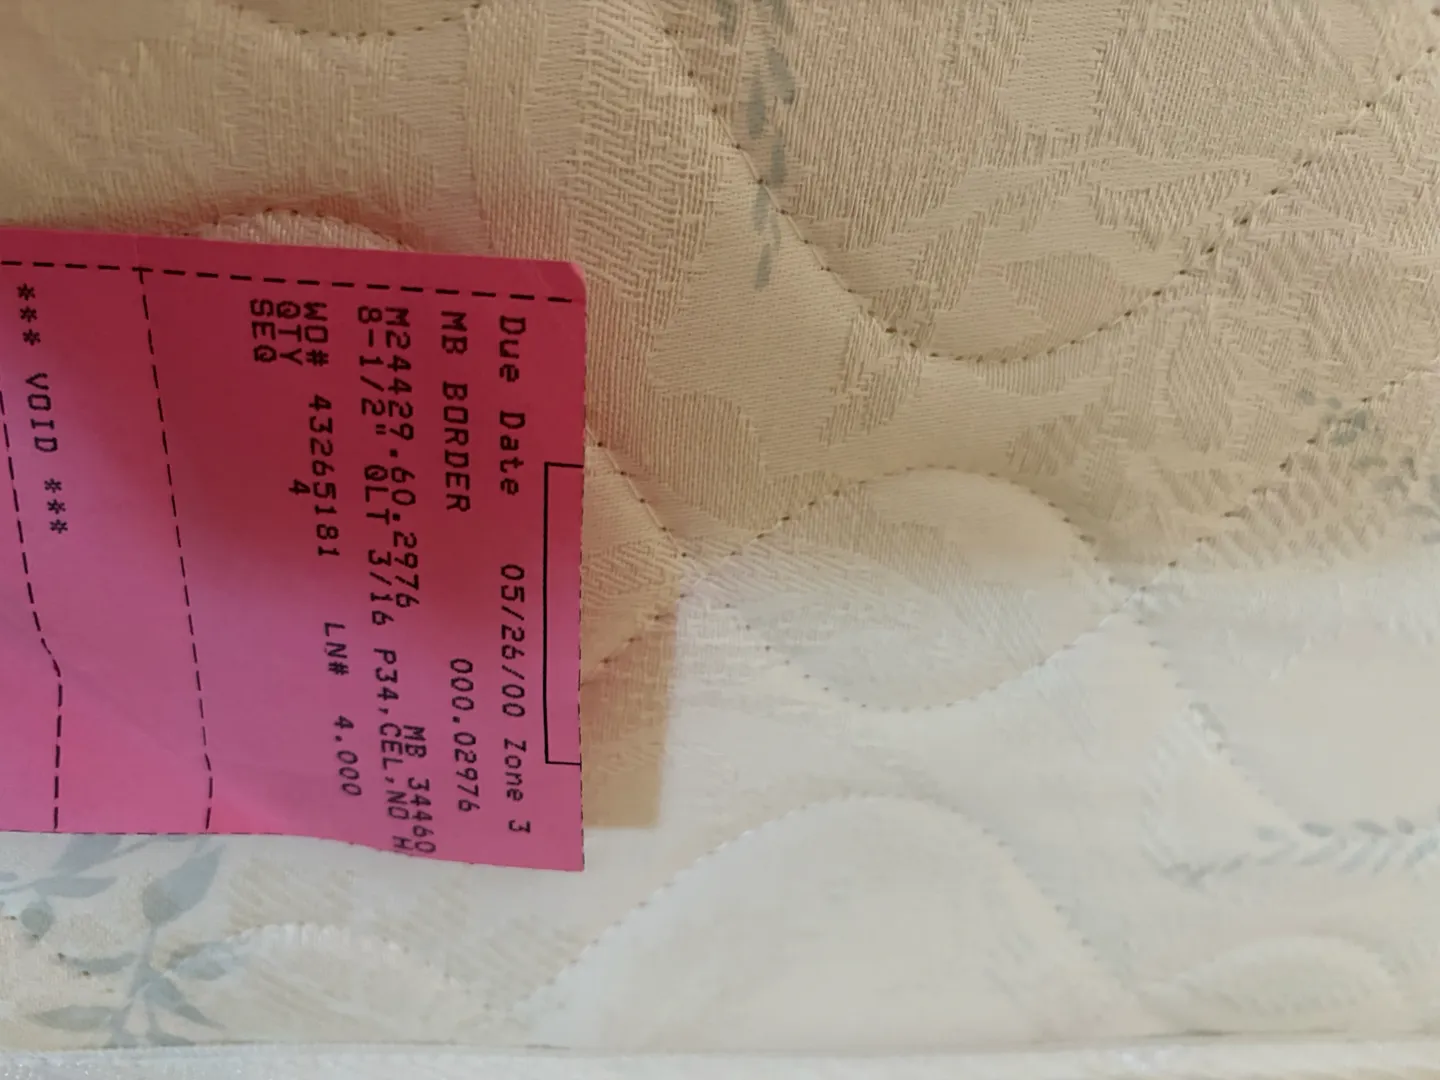 Due Date 05/26/00 Zone 3
MB BORDER 000.02976
M24429.60.2976 MB 34460
8-1/2" QLT 3/16 P34,CEL,NO H
WO# 43265181 LN# 4.000
QTY 4
SEQ
*** VOID ***